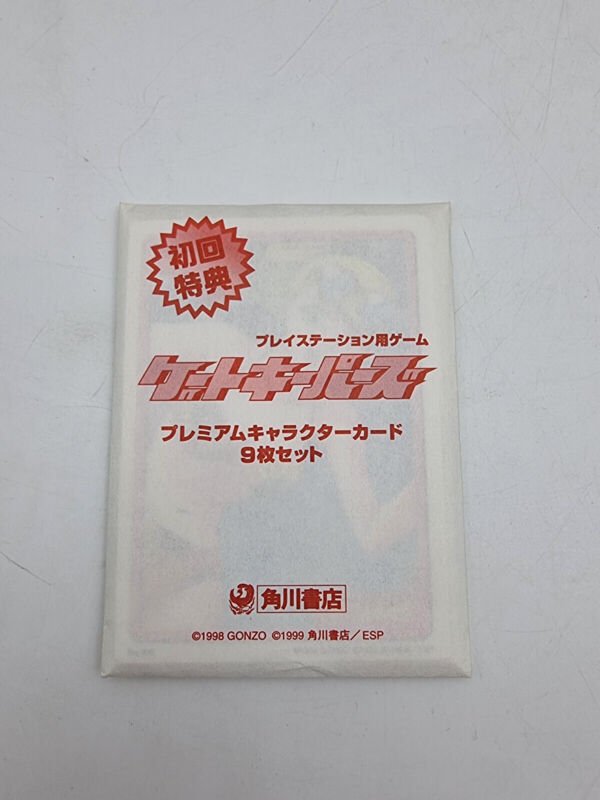 初回
特典
プレイステーション用ゲーム
ゲートキーパーズ
プレミアムキャラクターカード
9枚セット
角川書店
©1998 GONZO ©1999 角川書店/ESP